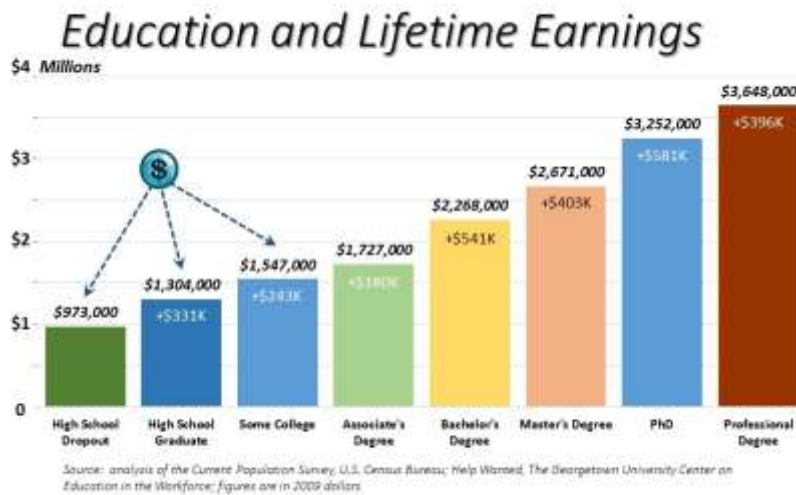 Education and Lifetime Earnings
$4 Millions
$3,648,000
+$396K
$3,252,000
+$581K
$3
$2,671,000
+$403K
$
$2,268,000
+$541K
$2
$1,727,000
+$180K
$1,547,000
+$243K
$1,304,000
+$331K
$973,000
$1
0
High School
Dropout
High School
Graduate
Some College
Associate's
Degree
Bachelor's
Degree
Master's Degree
PhD
Professional
Degree
Source: analysis of the Current Population Survey, U.S. Census Bureau; Help Wanted, The Georgetown University Center on
Education in the Workforce; figures are in 2009 dollars